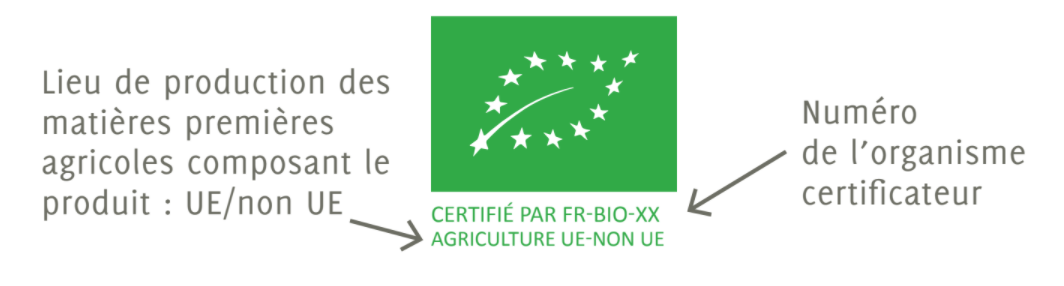 Lieu de production des
matières premières
agricoles composant le
produit : UE/non UE
CERTIFIÉ PAR FR-BIO-XX
AGRICULTURE UE-NON UE
Numéro
de l'organisme
certificateur